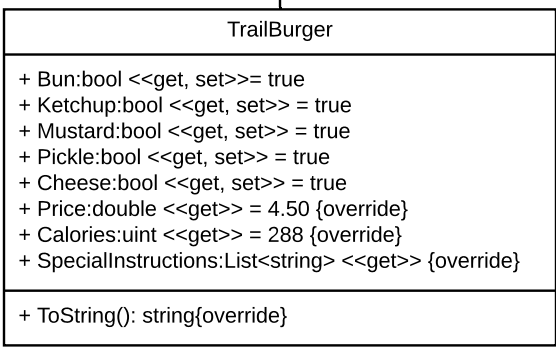 TrailBurger
+ Bun:bool <<get, set>>= true
+ Ketchup:bool <<get, set>> = true
+ Mustard:bool <<get, set>> = true
+ Pickle:bool <<get, set>> = true
+ Cheese:bool <<get, set>> = true
+ Price:double <<get>> = 4.50 {override}
+ Calories:uint <<get>> = 288 {override}
+ SpecialInstructions:List<string> <<get>> {override}
+ ToString(): string{override}